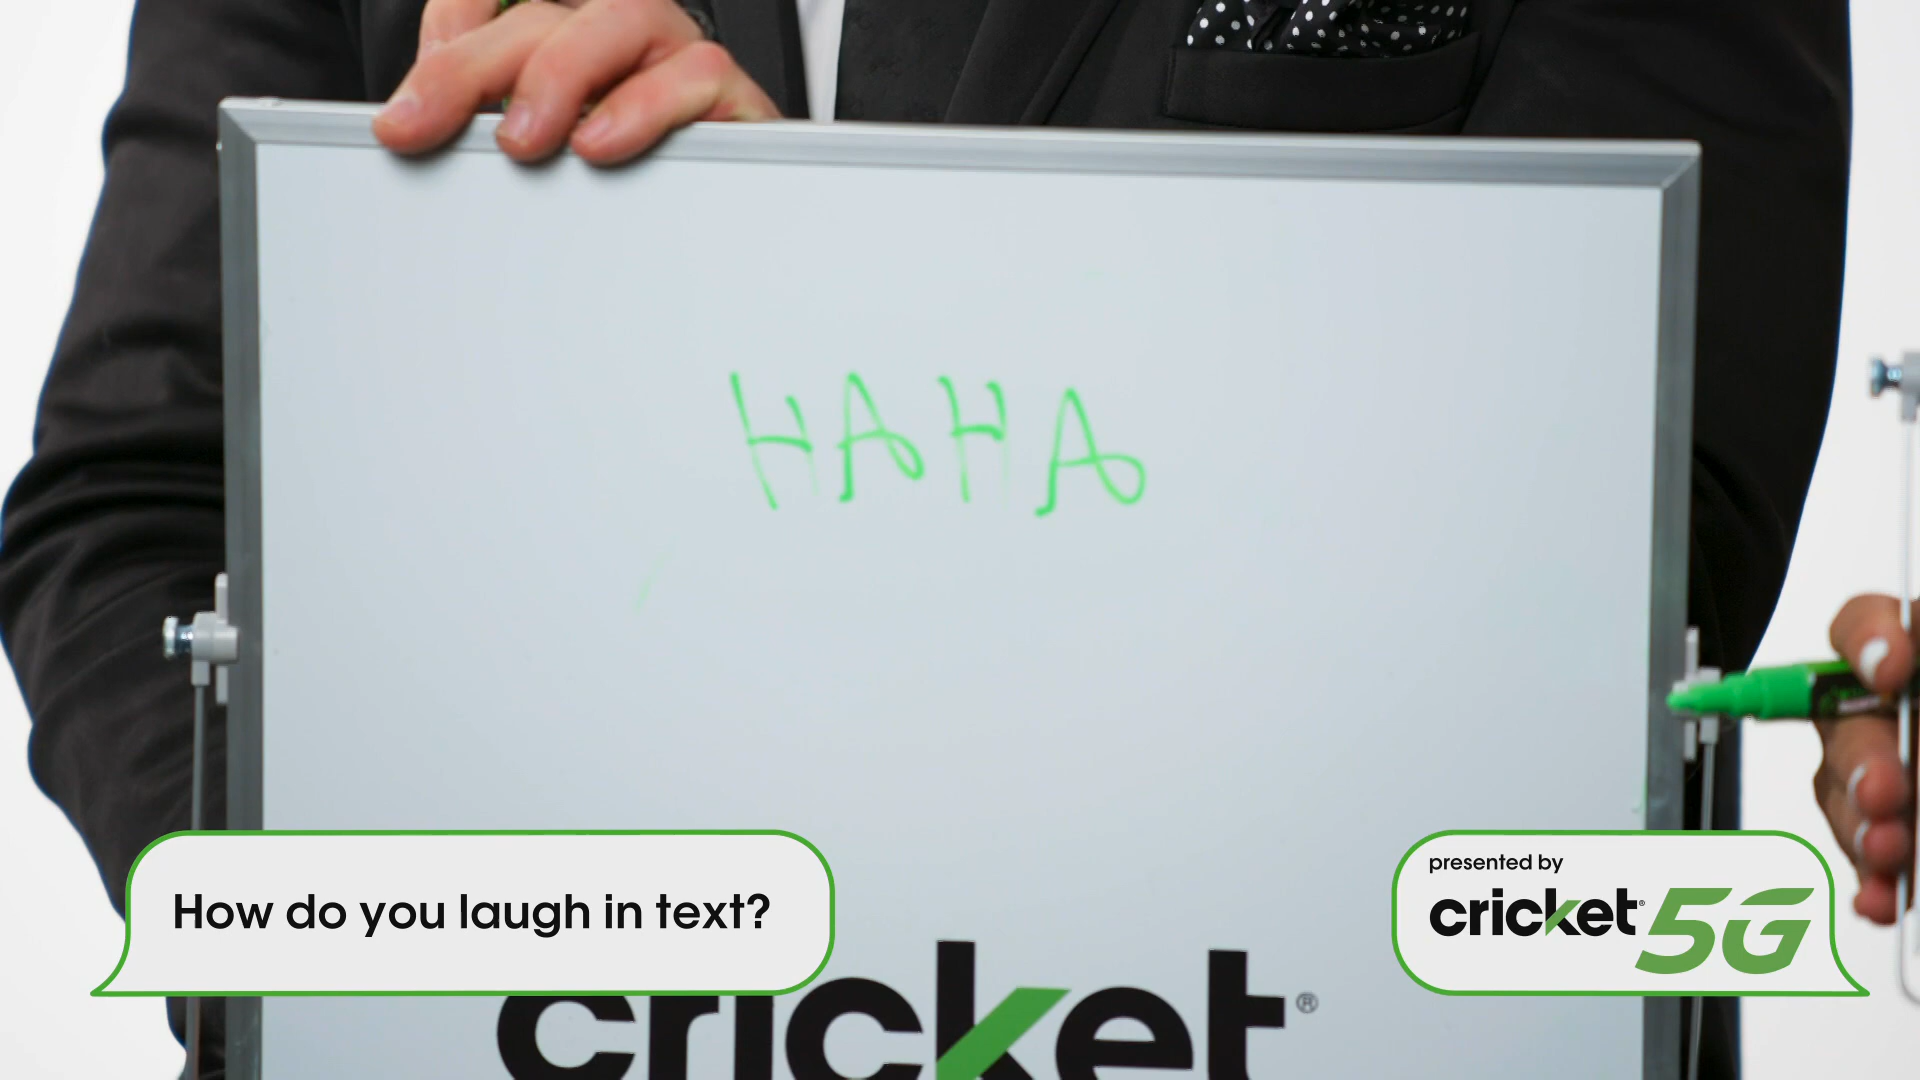 HAHA
How do you laugh in text?
presented by
cricket® 5G
cricket®